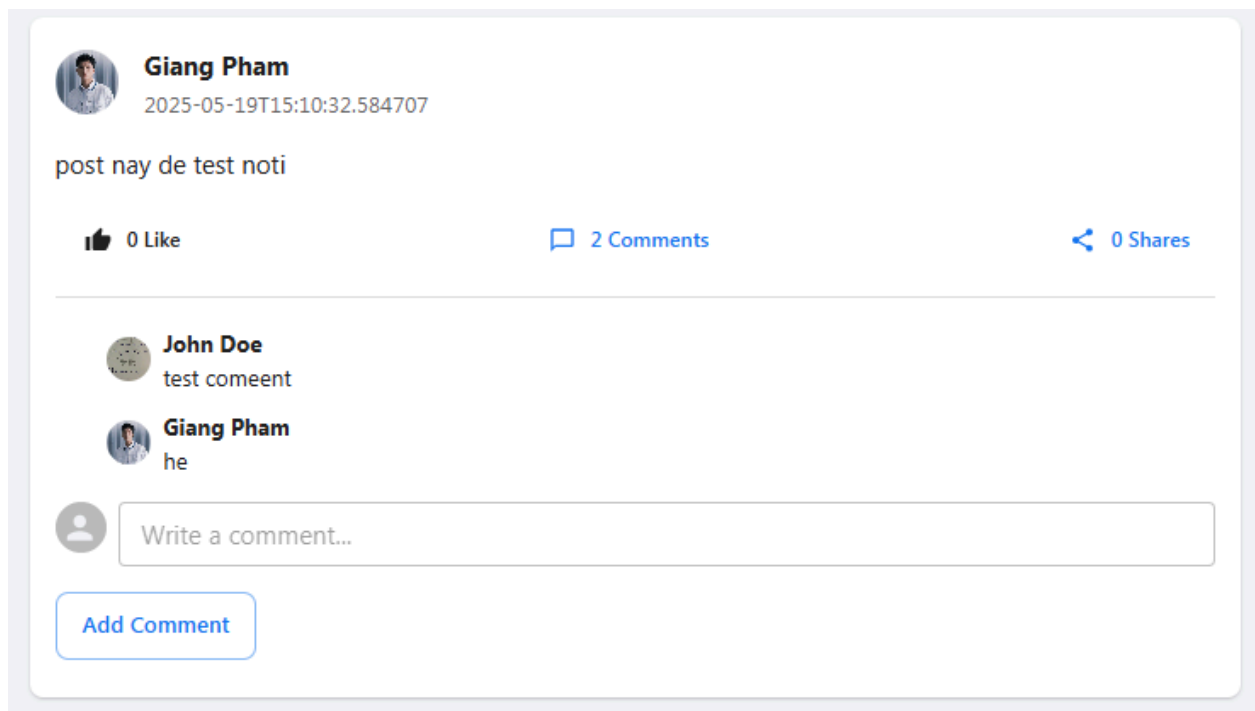 Giang Pham
2025-05-19T15:10:32.584707
post nay de test noti
0 Like
2 Comments
0 Shares
John Doe
test comeent
Giang Pham
he
Write a comment...
Add Comment